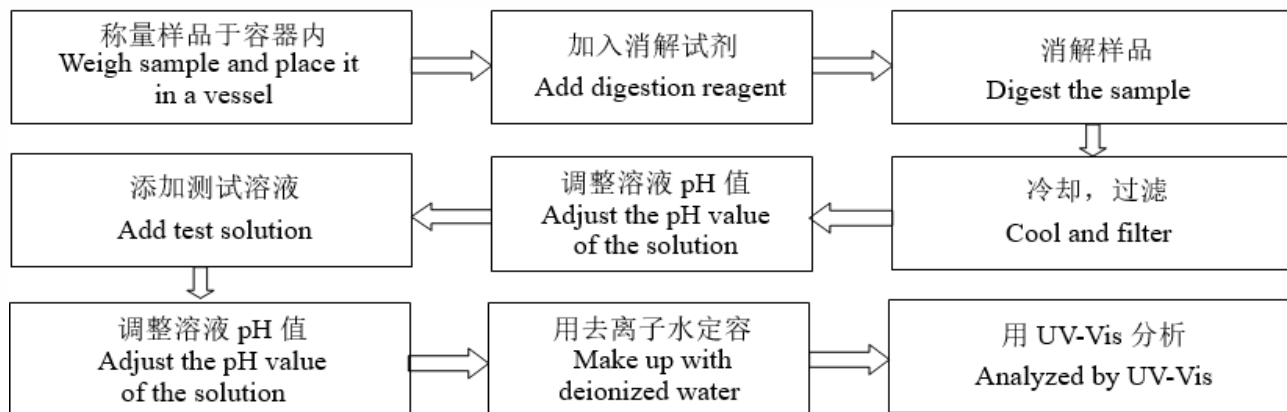 称量样品于容器内
Weigh sample and place it
in a vessel
加入消解试剂
Add digestion reagent
消解样品
Digest the sample
冷却，过滤
Cool and filter
调整溶液 pH 值
Adjust the pH value
of the solution
添加测试溶液
Add test solution
调整溶液 pH 值
Adjust the pH value
of the solution
用去离子水定容
Make up with
deionized water
用 UV-Vis 分析
Analyzed by UV-Vis